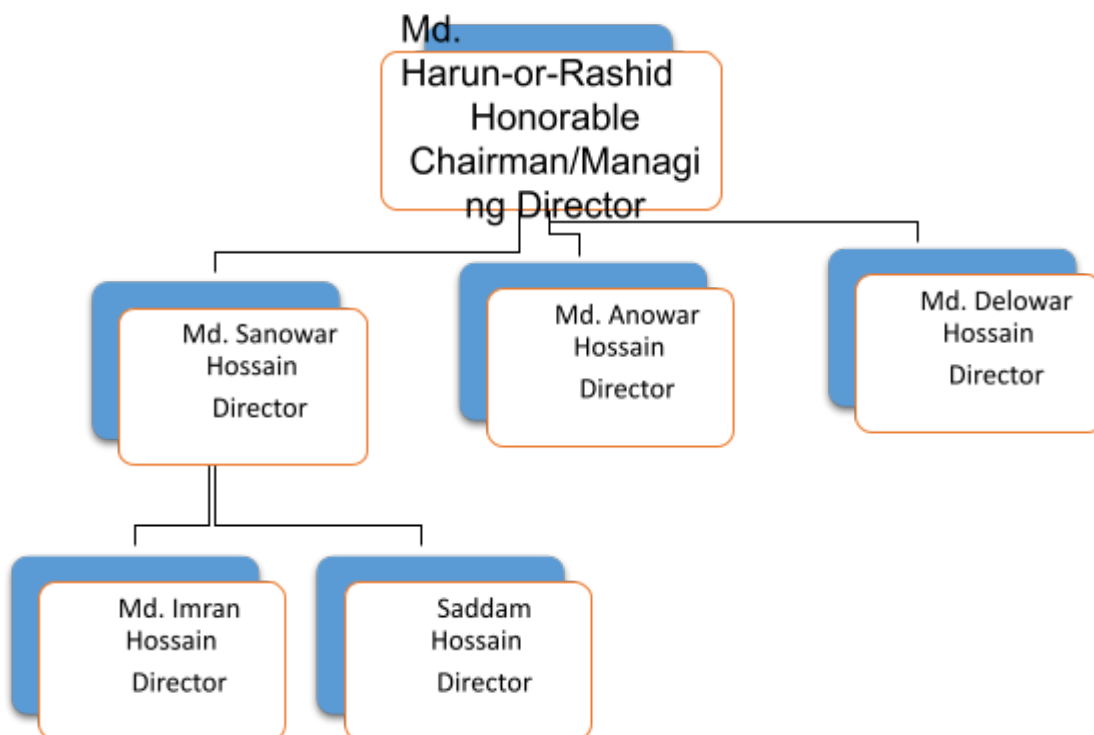 Md.
Harun-or-Rashid
Honorable
Chairman/Managi
ng Director
Md. Sanowar
Hossain
Director
Md. Anowar
Hossain
Director
Md. Delowar
Hossain
Director
Md. Imran
Hossain
Director
Saddam
Hossain
Director